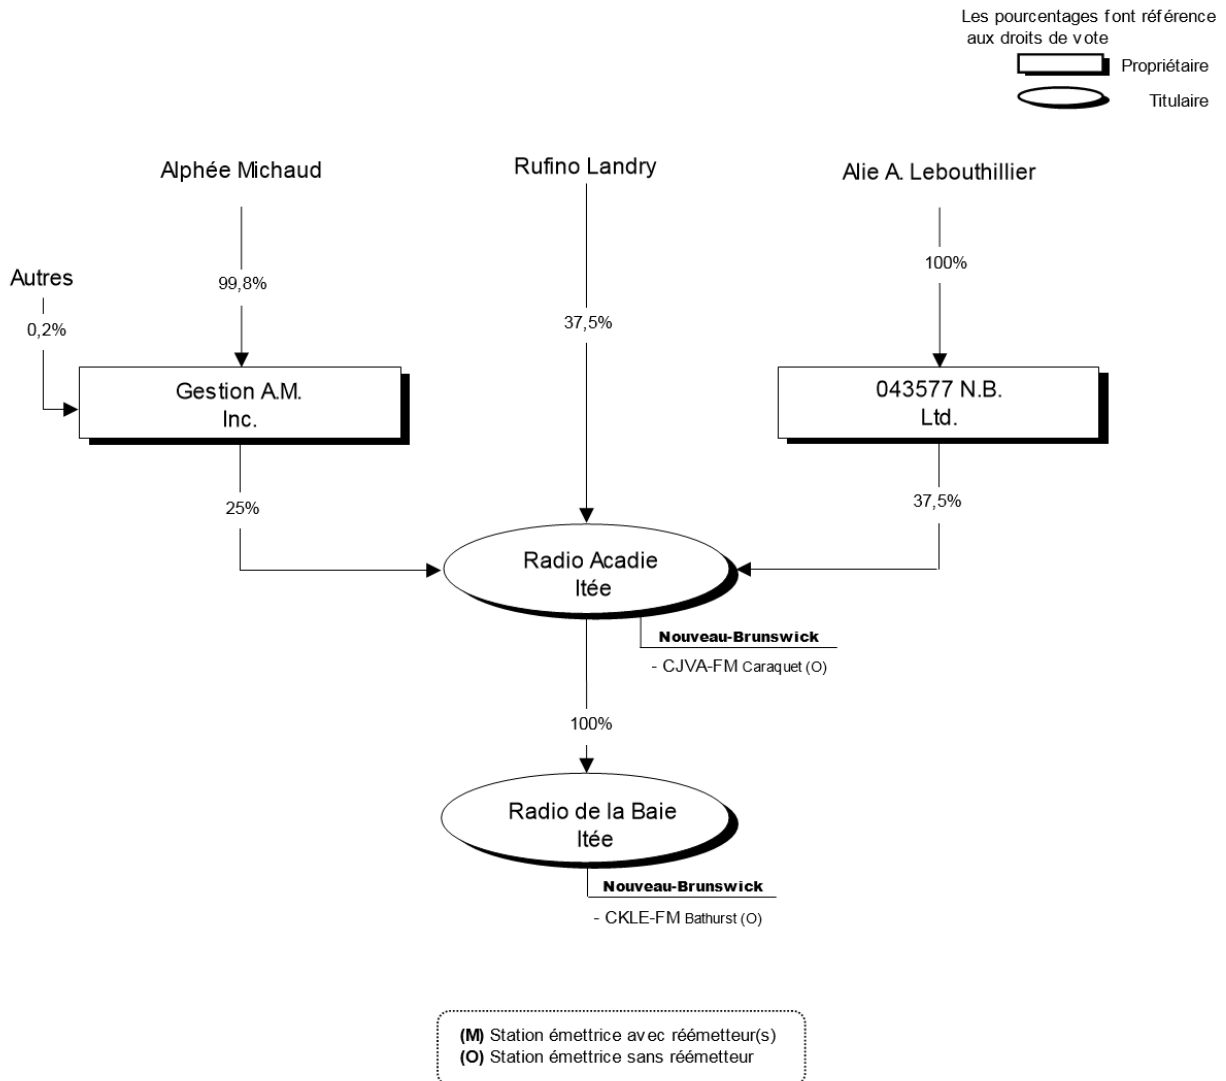 Les pourcentages font référence
aux droits de vote
Propriétaire
Titulaire
Alphée Michaud
Rufino Landry
Alie A. Lebouthillier
Autres
99,8%
100%
0,2%
37,5%
Gestion A.M.
Inc.
043577 N.B.
Ltd.
25%
37,5%
Radio Acadie
ltée
Nouveau-Brunswick
- CJVA-FM Caraquet (O)
100%
Radio de la Baie
ltée
Nouveau-Brunswick
- CKLE-FM Bathurst (O)
(M) Station émettrice avec réémetteur(s)
(O) Station émettrice sans réémetteur